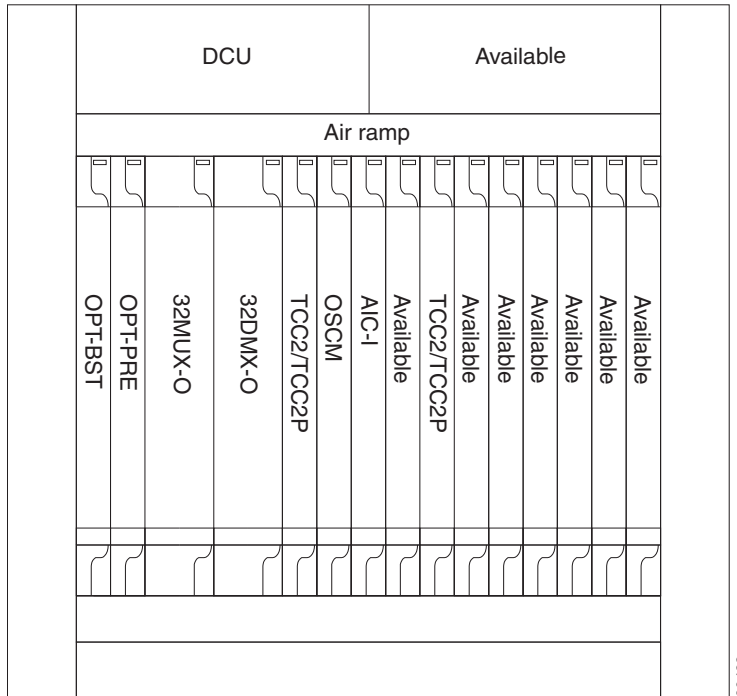 DCU
Available
Air ramp
OPT-BST
OPT-PRE
32MUX-O
32DMX-O
TCC2/TCC2P
OSCM
AIC-I
Available
TCC2/TCC2P
Available
Available
Available
Available
Available
Available